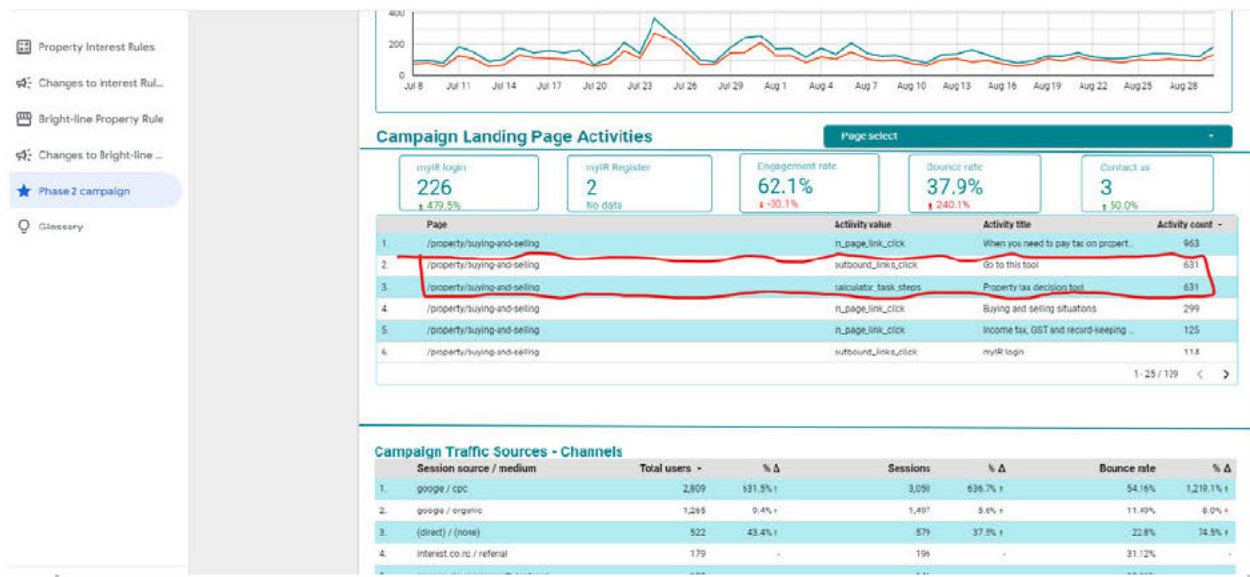 400
200
0
Jul 8 Jul 11 Jul 14 Jul 17 Jul 20 Jul 23 Jul 26 Jul 29 Aug 1 Aug 4 Aug 7 Aug 10 Aug 13 Aug 16 Aug 19 Aug 22 Aug 25 Aug 28
Property Interest Rules
Changes to Interest Rul...
Bright-line Property Rule
Changes to Bright-line ...
Phase 2 campaign
Glossary
Campaign Landing Page Activities
Page select
myIR login
226
479.5%
myIR Register
2
No data
Engagement rate
62.1%
-30.1%
Bounce rate
37.9%
240.1%
Contact us
3
50.0%
Page Activity value Activity title Activity count
1. /property/buying-and-selling in_page_link_click When you need to pay tax on propert... 963
2. /property/buying-and-selling outbound_links_click Go to this tool 631
3. /property/buying-and-selling calculator_task_steps Property tax decision tool 631
4. /property/buying-and-selling in_page_link_click Buying and selling situations 299
5. /property/buying-and-selling in_page_link_click Income tax, GST and record-keeping ... 125
6. /property/buying-and-selling outbound_links_click myIR login 114
1 - 25 /
Campaign Traffic Sources - Channels
Session source / medium Total users % Δ Sessions % Δ Bounce rate % Δ
1. google / cpc 2,809 631.5% 54.16% 1,219.1%
2. google / organic 1,265 9.4% 11.49% 8.0%
3. (direct) / (none) 522 43.4% 579 22.8% 74.5%
4. interest.co.nz / referral 179 - 196 - 31.12% -